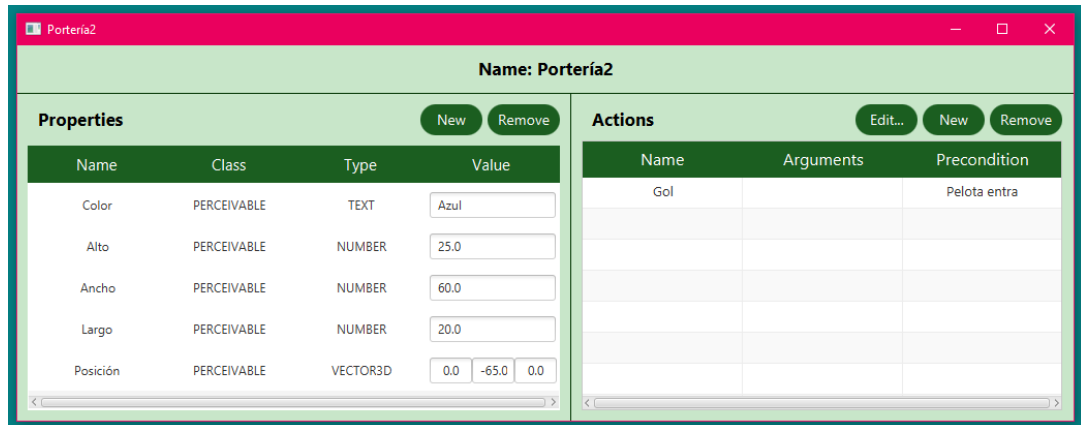 Portería2
Name: Portería2
Properties New Remove
Name Class Type Value
Color PERCEIVABLE TEXT Azul
Alto PERCEIVABLE NUMBER 25.0
Ancho PERCEIVABLE NUMBER 60.0
Largo PERCEIVABLE NUMBER 20.0
Posición PERCEIVABLE VECTOR3D 0.0 -65.0 0.0
Actions Edit... New Remove
Name Arguments Precondition
Gol Pelota entra